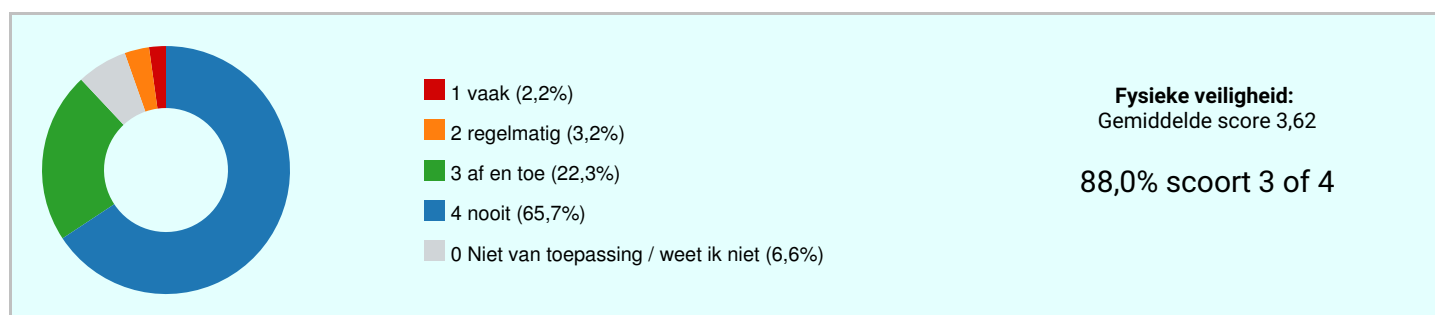 1 vaak (2,2%)
2 regelmatig (3,2%)
3 af en toe (22,3%)
4 nooit (65,7%)
0 Niet van toepassing / weet ik niet (6,6%)
Fysieke veiligheid:
Gemiddelde score 3,62
88,0% scoort 3 of 4